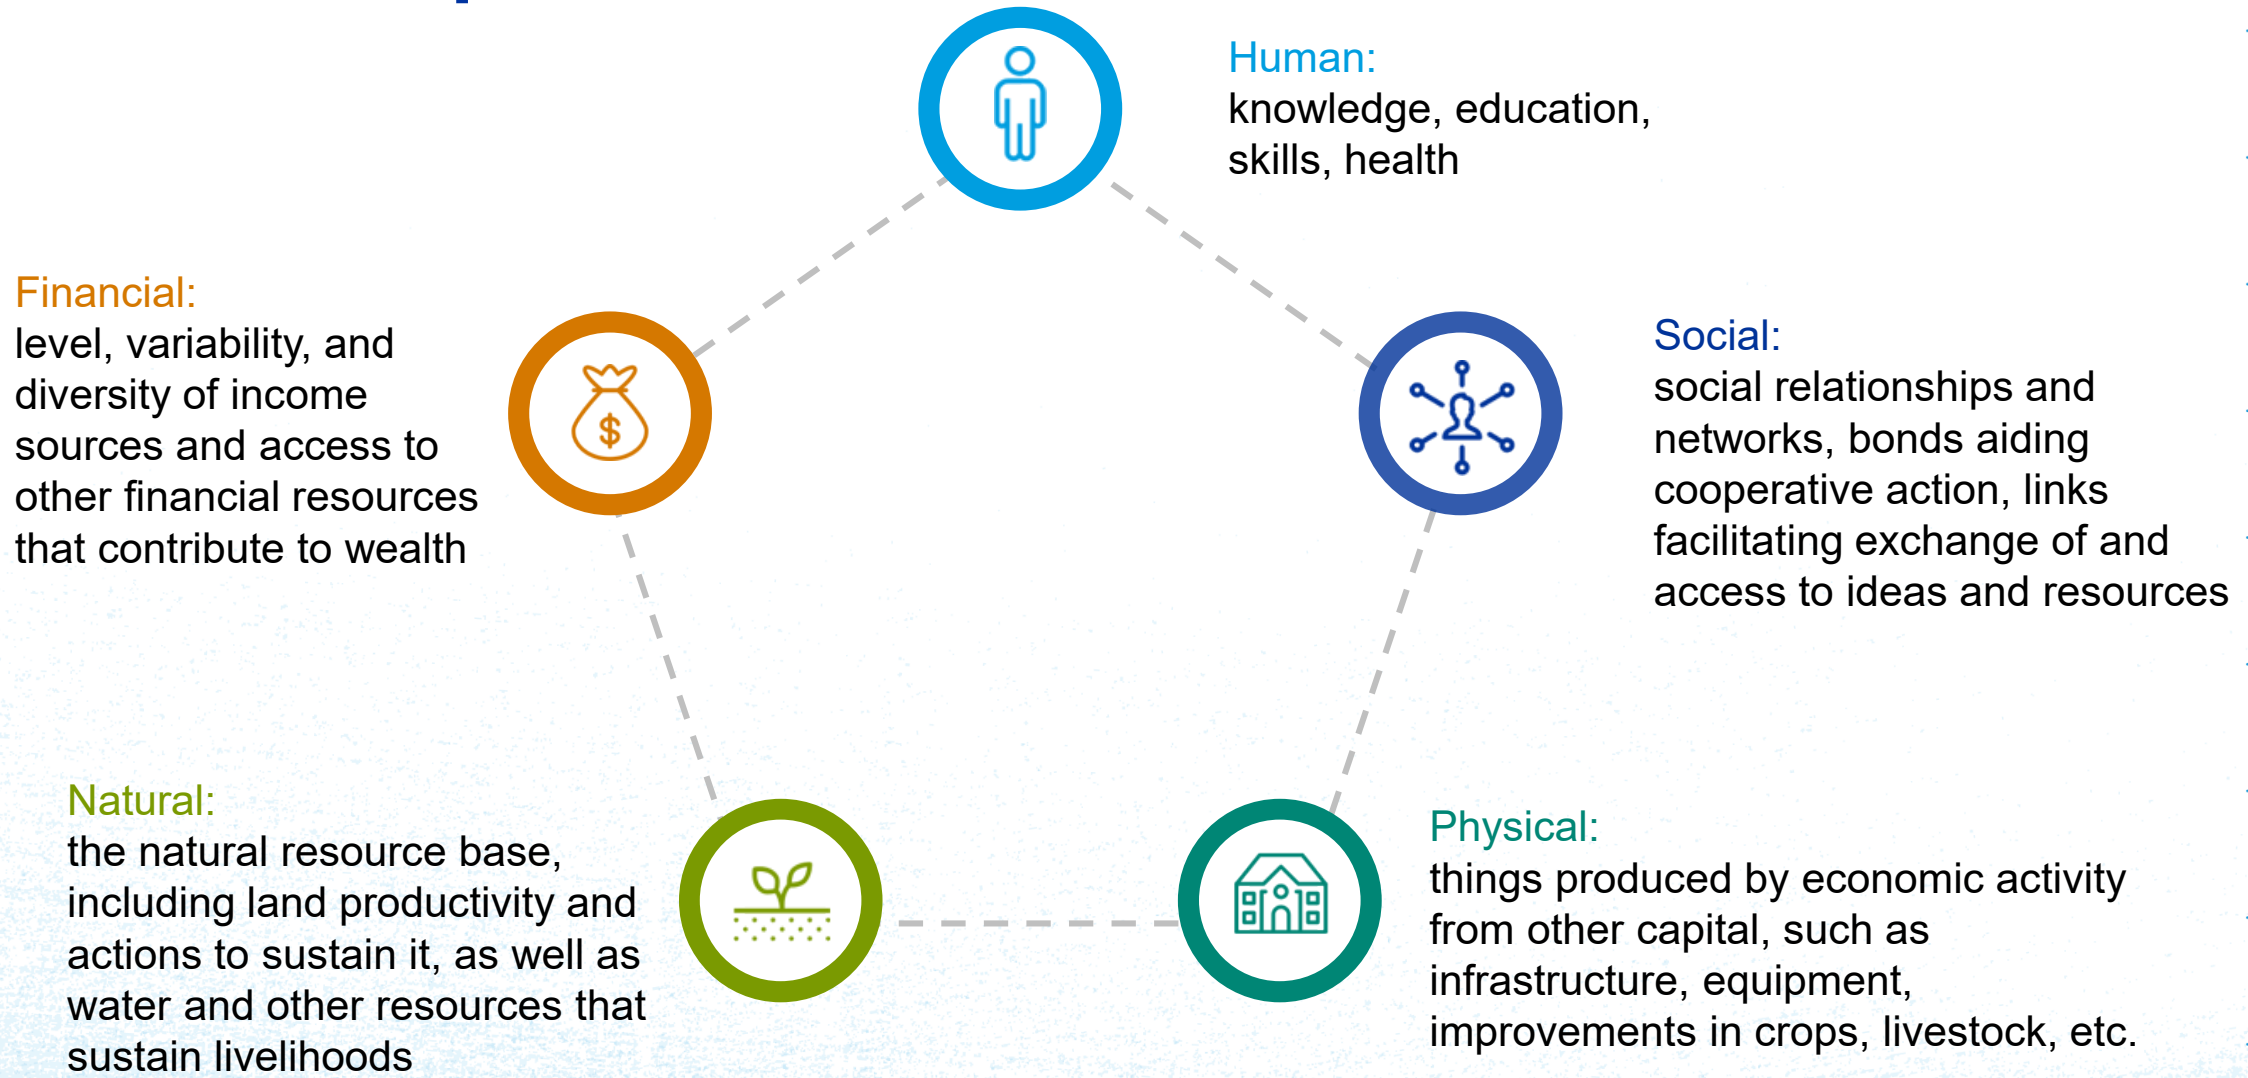 Human:
knowledge, education,
skills, health
Financial:
level, variability, and
diversity of income
sources and access to
other financial resources
that contribute to wealth
$
Social:
social relationships and
networks, bonds aiding
cooperative action, links
facilitating exchange of and
access to ideas and resources
Natural:
the natural resource base,
including land productivity and
actions to sustain it, as well as
water and other resources that
sustain livelihoods
Physical:
things produced by economic activity
from other capital, such as
infrastructure, equipment,
improvements in crops, livestock, etc.